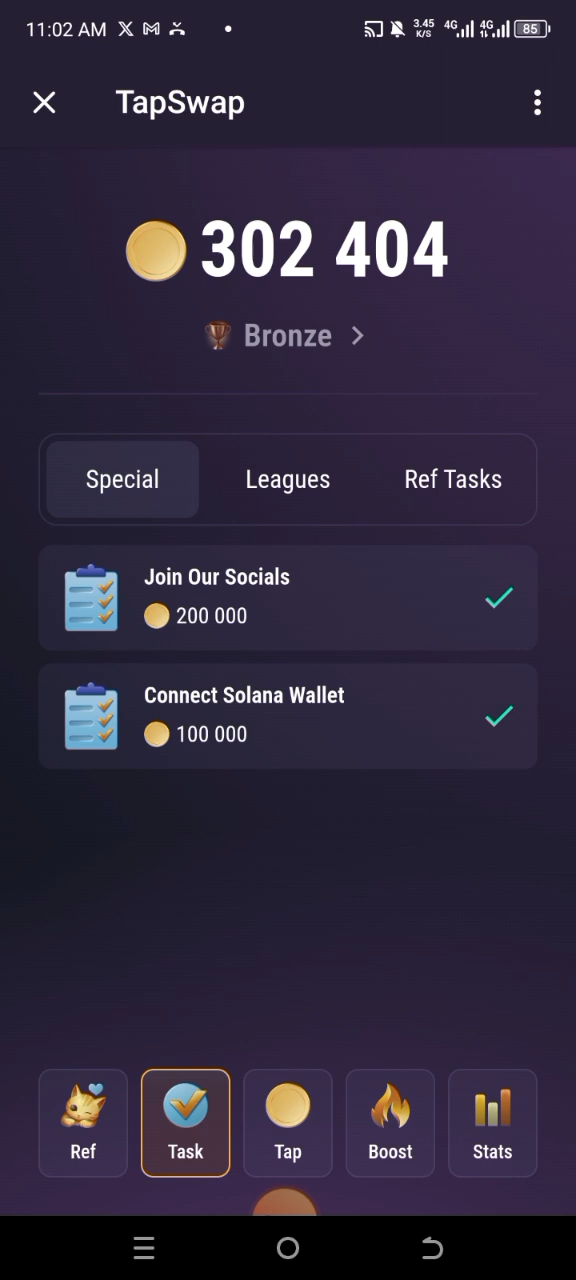 11:02 AM
3.45 K/S 4G 4G 85
TapSwap
302 404
Bronze
Special Leagues Ref Tasks
Join Our Socials
200 000
Connect Solana Wallet
100 000
Ref Task Tap Boost Stats